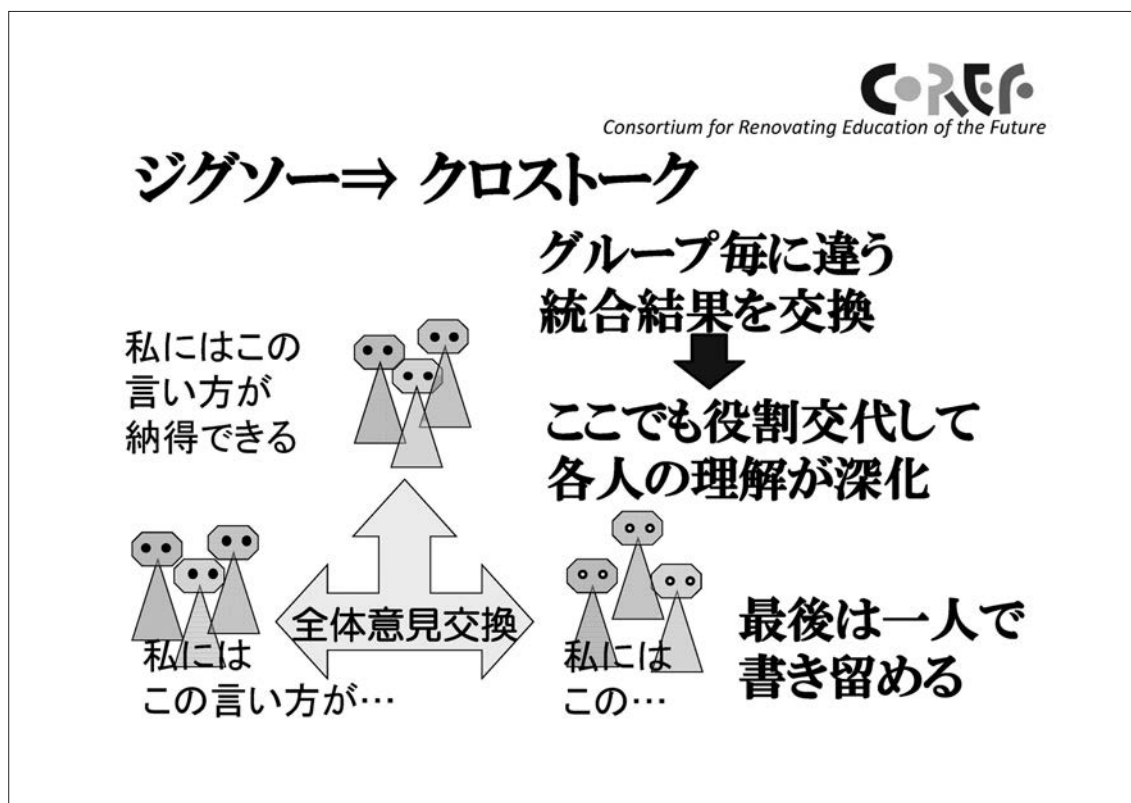 CoREF
Consortium for Renovating Education of the Future
ジグソー⇒ クロストーク
グループ毎に違う
統合結果を交換
私にはこの
言い方が
納得できる
ここでも役割交代して
各人の理解が深化
全体意見交換
私には
この言い方が…
私には
この…
最後は一人で
書き留める